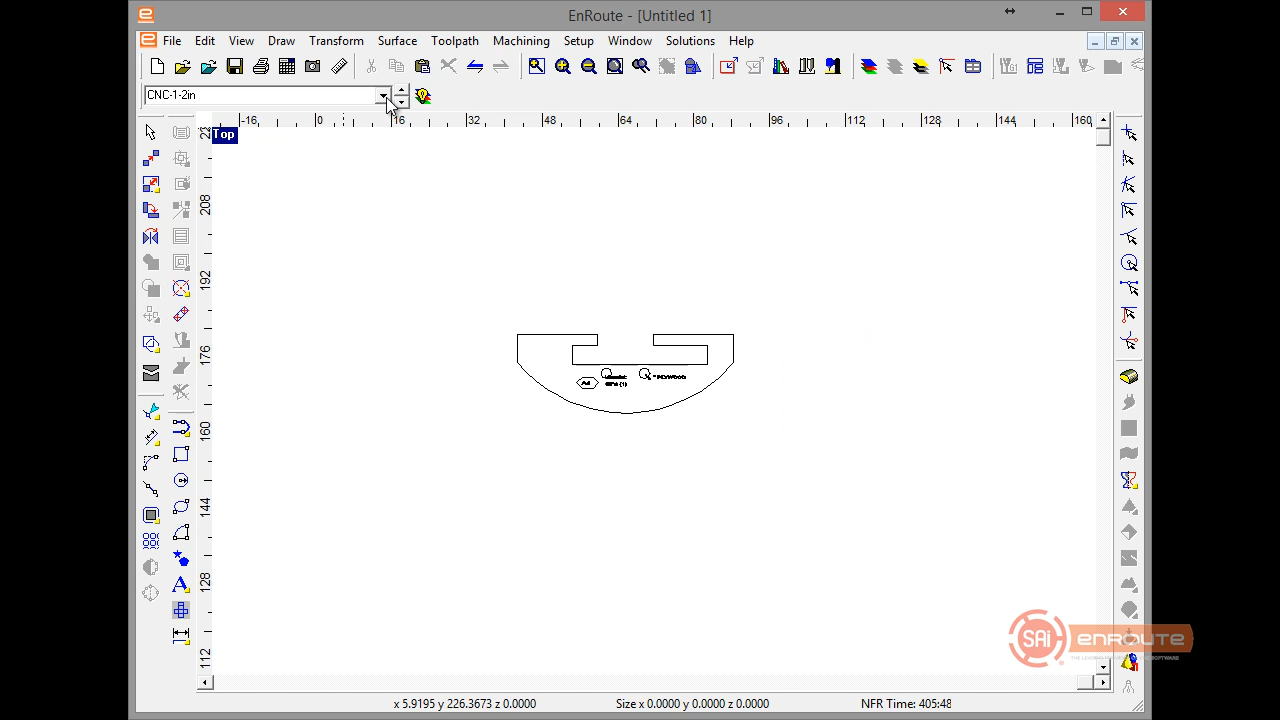 EnRoute - [Untitled 1]
File Edit View Draw Transform Surface Toolpath Machining Setup Window Solutions Help
CNC-1-2in
-16 0 16 32 48 64 80 96 112 128 144 160
Top
208
192
176
160
144
128
112
SAi ENROUTE
x 5.9195 y 226.3673 z 0.0000 Size x 0.0000 y 0.0000 z 0.0000 NFR Time: 405:48